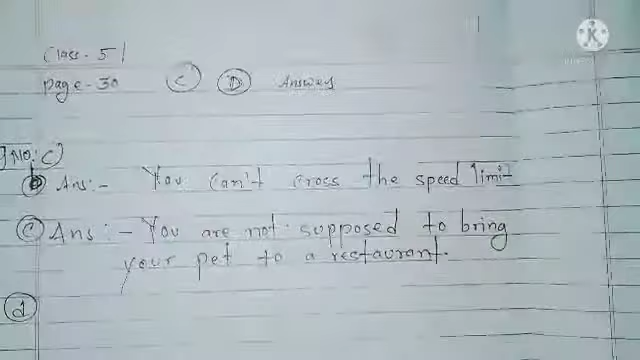 Class - 5
page - 30 (C) (D) Answers
No: C)
(b) Ans:- You can't cross the speed limit
(C) Ans:- You are not supposed to bring
your pet to a restaurant.
(d)
K